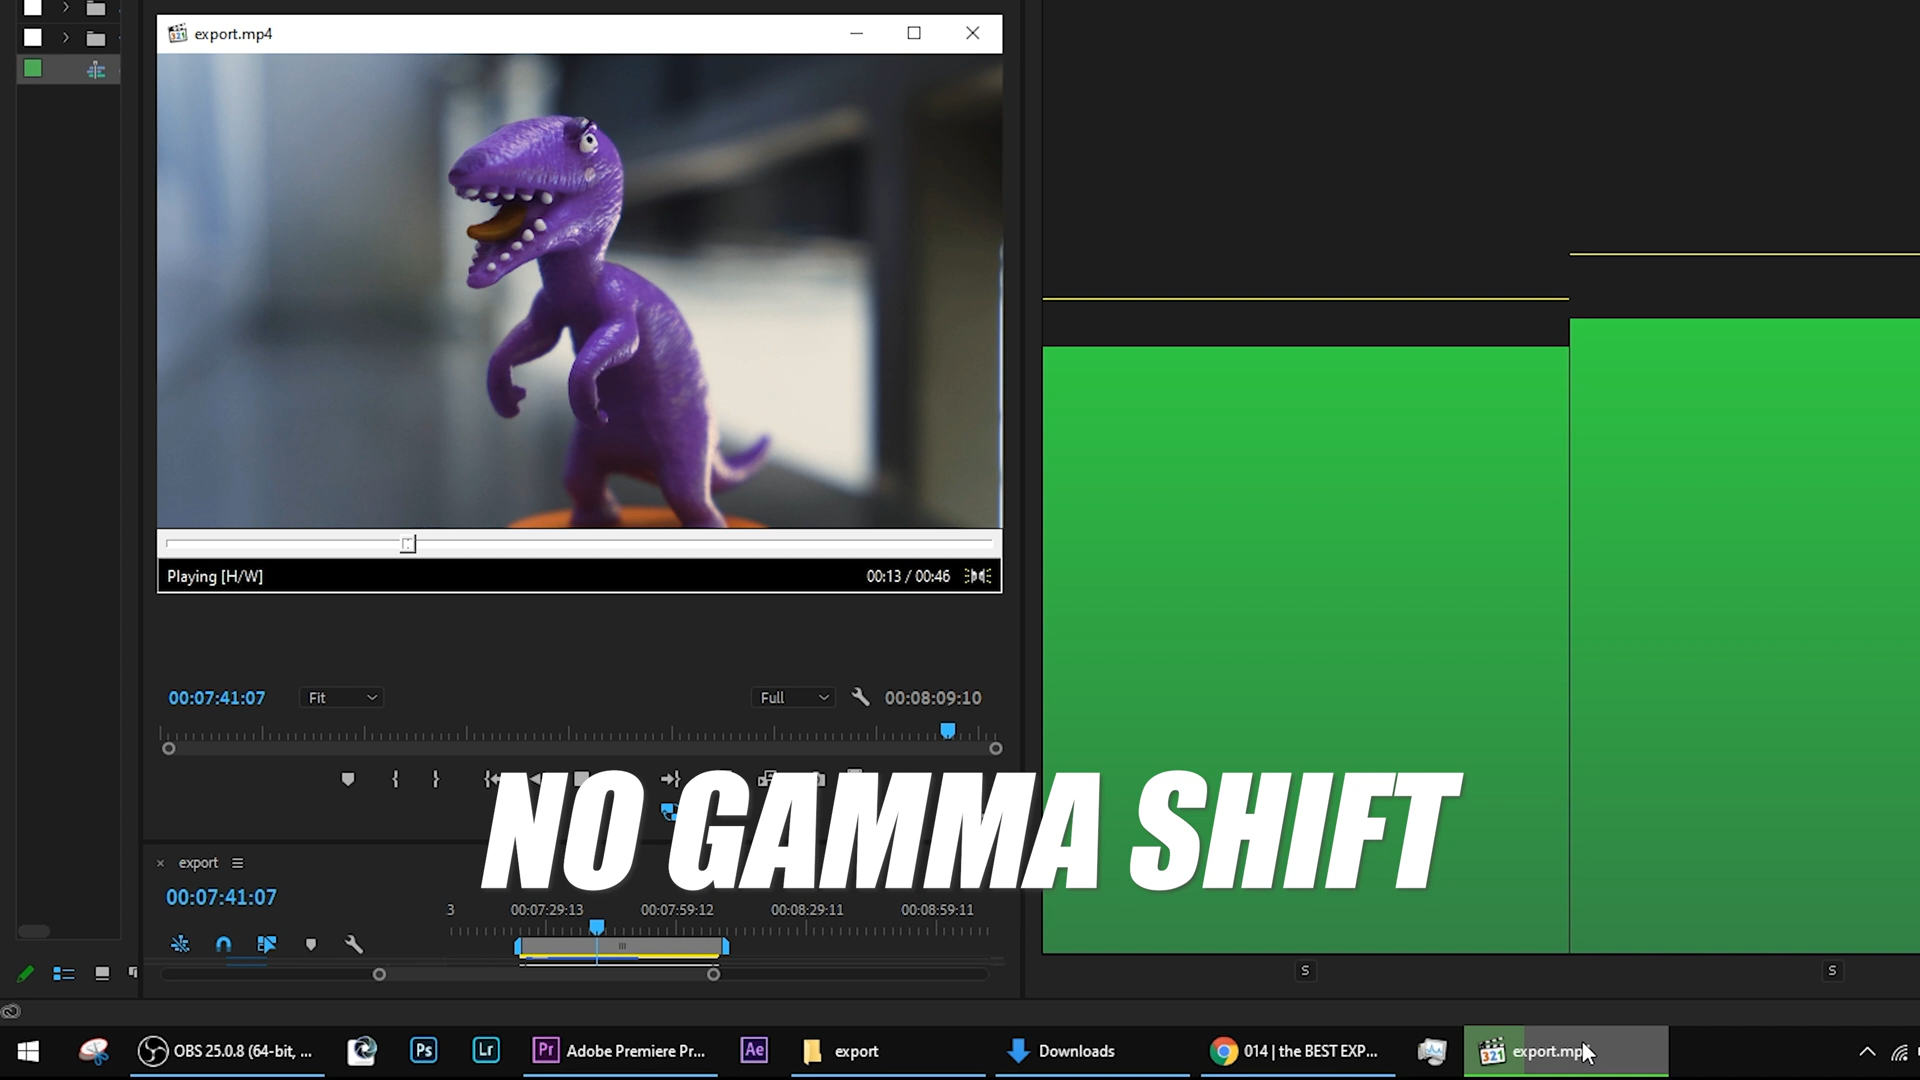 export.mp4
Playing [H/W]
00:13 / 00:46
00:07:41:07
Fit
Full
00:08:09:10
NO GAMMA SHIFT
export
00:07:41:07
3
00:07:29:13
00:07:59:12
00:08:29:11
00:08:59:11
S
S
OBS 25.0.8 (64-bit, ...
Ps
Lr
Pr
Adobe Premiere Pr...
Ae
export
Downloads
014 | the BEST EXP...
321
export.mp